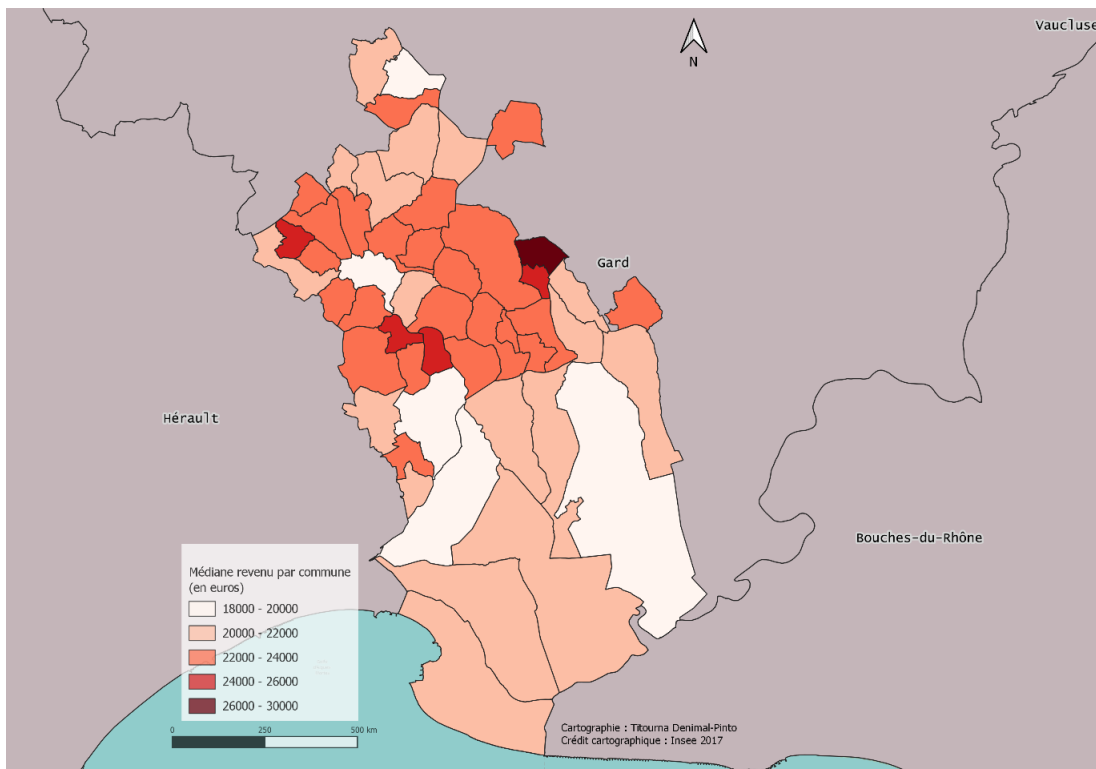 Vaucluse
N
Gard
Hérault
Bouches-du-Rhône
Médiane revenu par commune
(en euros)
18000 - 20000
20000 - 22000
22000 - 24000
24000 - 26000
26000 - 30000
0 250 500 km
Cartographie : Titourna Denimal-Pinto
Crédit cartographique : Insee 2017